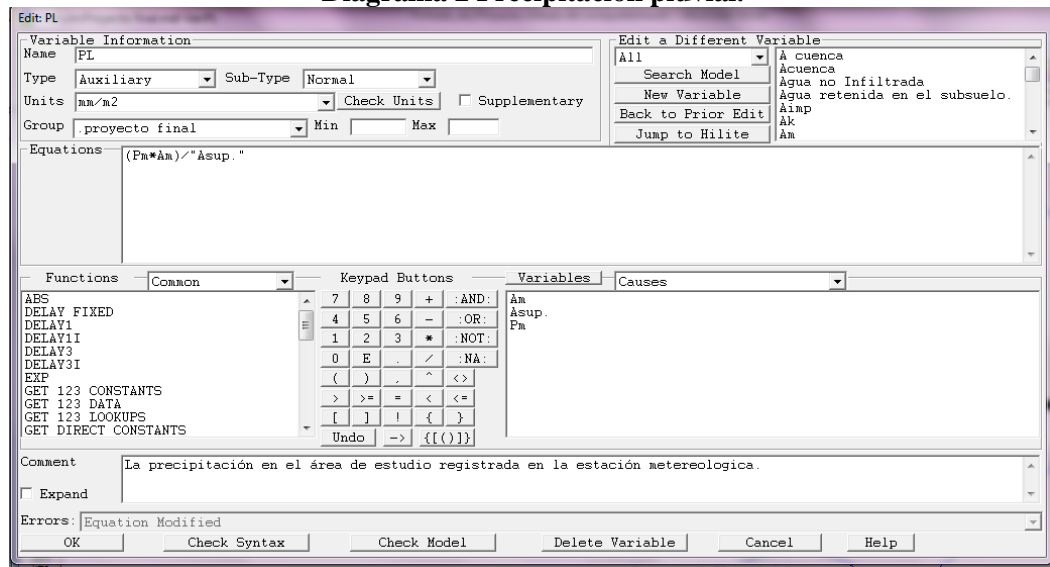 Diagrama 1 Precipitación pluvial.
Edit: PL
Variable Information
Name PL
Type Auxiliary Sub-Type Normal
Units mm/m2 Check Units Supplementary
Group .proyecto final Min Max
Edit a Different Variable
All
Search Model
New Variable
Back to Prior Edit
Jump to Hilite
A cuenca
Acuenca
Agua no Infiltrada
Agua retenida en el subsuelo.
Aimp
Ak
Am
Equations
(Pm*Am)/"Asup."
Functions Common
ABS
DELAY FIXED
DELAY1
DELAY1I
DELAY3
DELAY3I
EXP
GET 123 CONSTANTS
GET 123 DATA
GET 123 LOOKUPS
GET DIRECT CONSTANTS
Keypad Buttons
7 8 9 + :AND:
4 5 6 - :OR:
1 2 3 * :NOT:
0 E . / :NA:
( ) , ^ <>
> >= = < <=
[ ] ! { }
Undo -> {[()]}
Variables Causes
Am
Asup.
Pm
Comment
La precipitación en el área de estudio registrada en la estación metereologica.
Expand
Errors: Equation Modified
OK Check Syntax Check Model Delete Variable Cancel Help